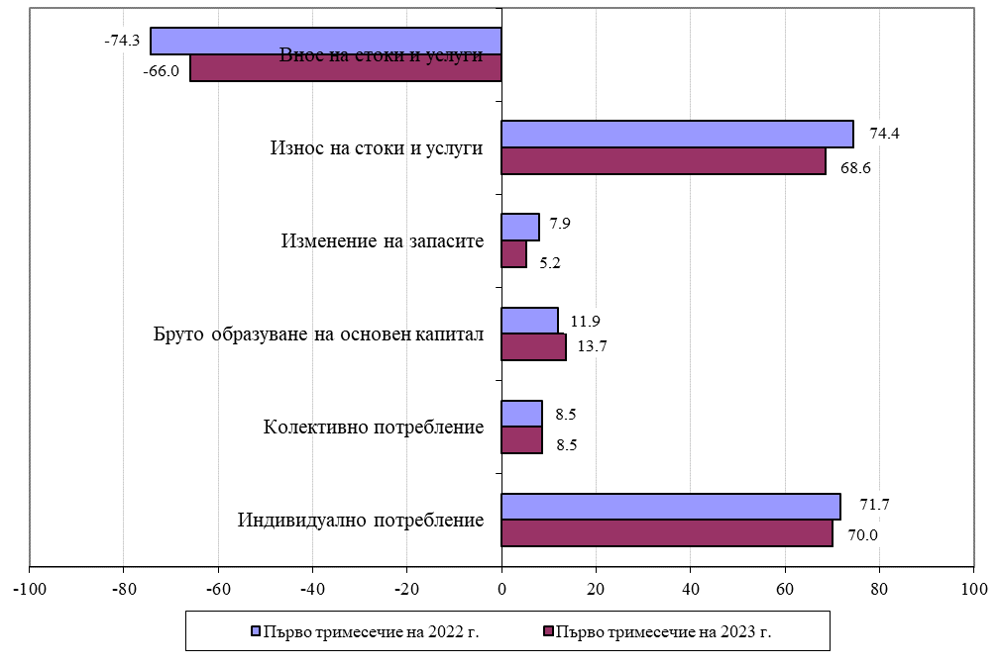 -74.3
Внос на стоки и услуги
-66.0
74.4
Износ на стоки и услуги
68.6
7.9
Изменение на запасите
5.2
11.9
Бруто образуване на основен капитал
13.7
8.5
Колективно потребление
8.5
71.7
Индивидуално потребление
70.0
-100 -80 -60 -40 -20 0 20 40 60 80 100
Първо тримесечие на 2022 г. Първо тримесечие на 2023 г.